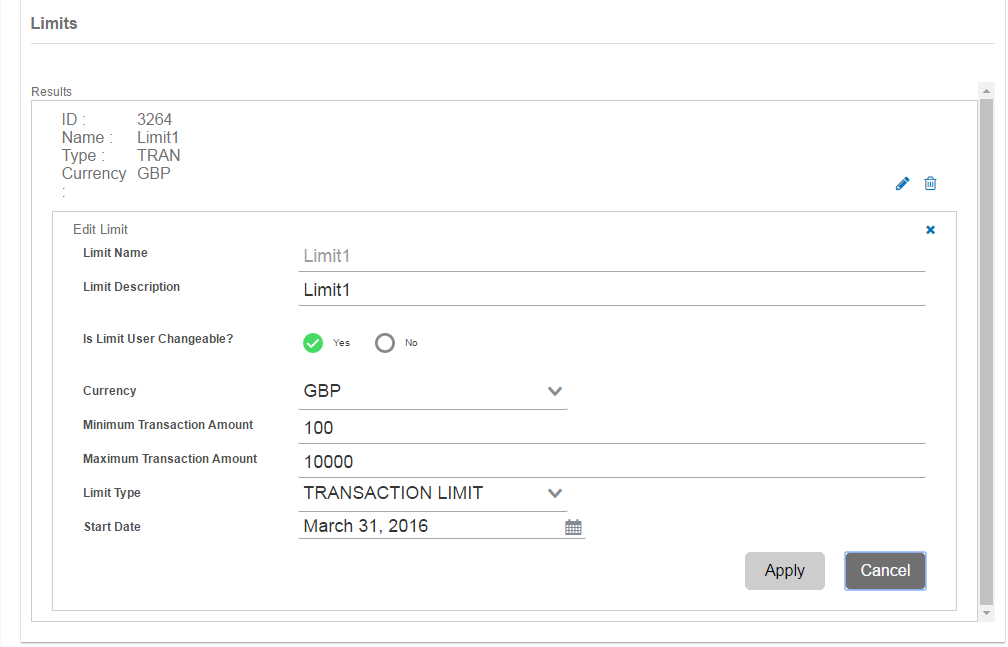 Limits
Results
ID : 3264
Name : Limit1
Type : TRAN
Currency GBP
:
Edit Limit
Limit Name Limit1
Limit Description Limit1
Is Limit User Changeable? Yes No
Currency GBP
Minimum Transaction Amount 100
Maximum Transaction Amount 10000
Limit Type TRANSACTION LIMIT
Start Date March 31, 2016
Apply Cancel